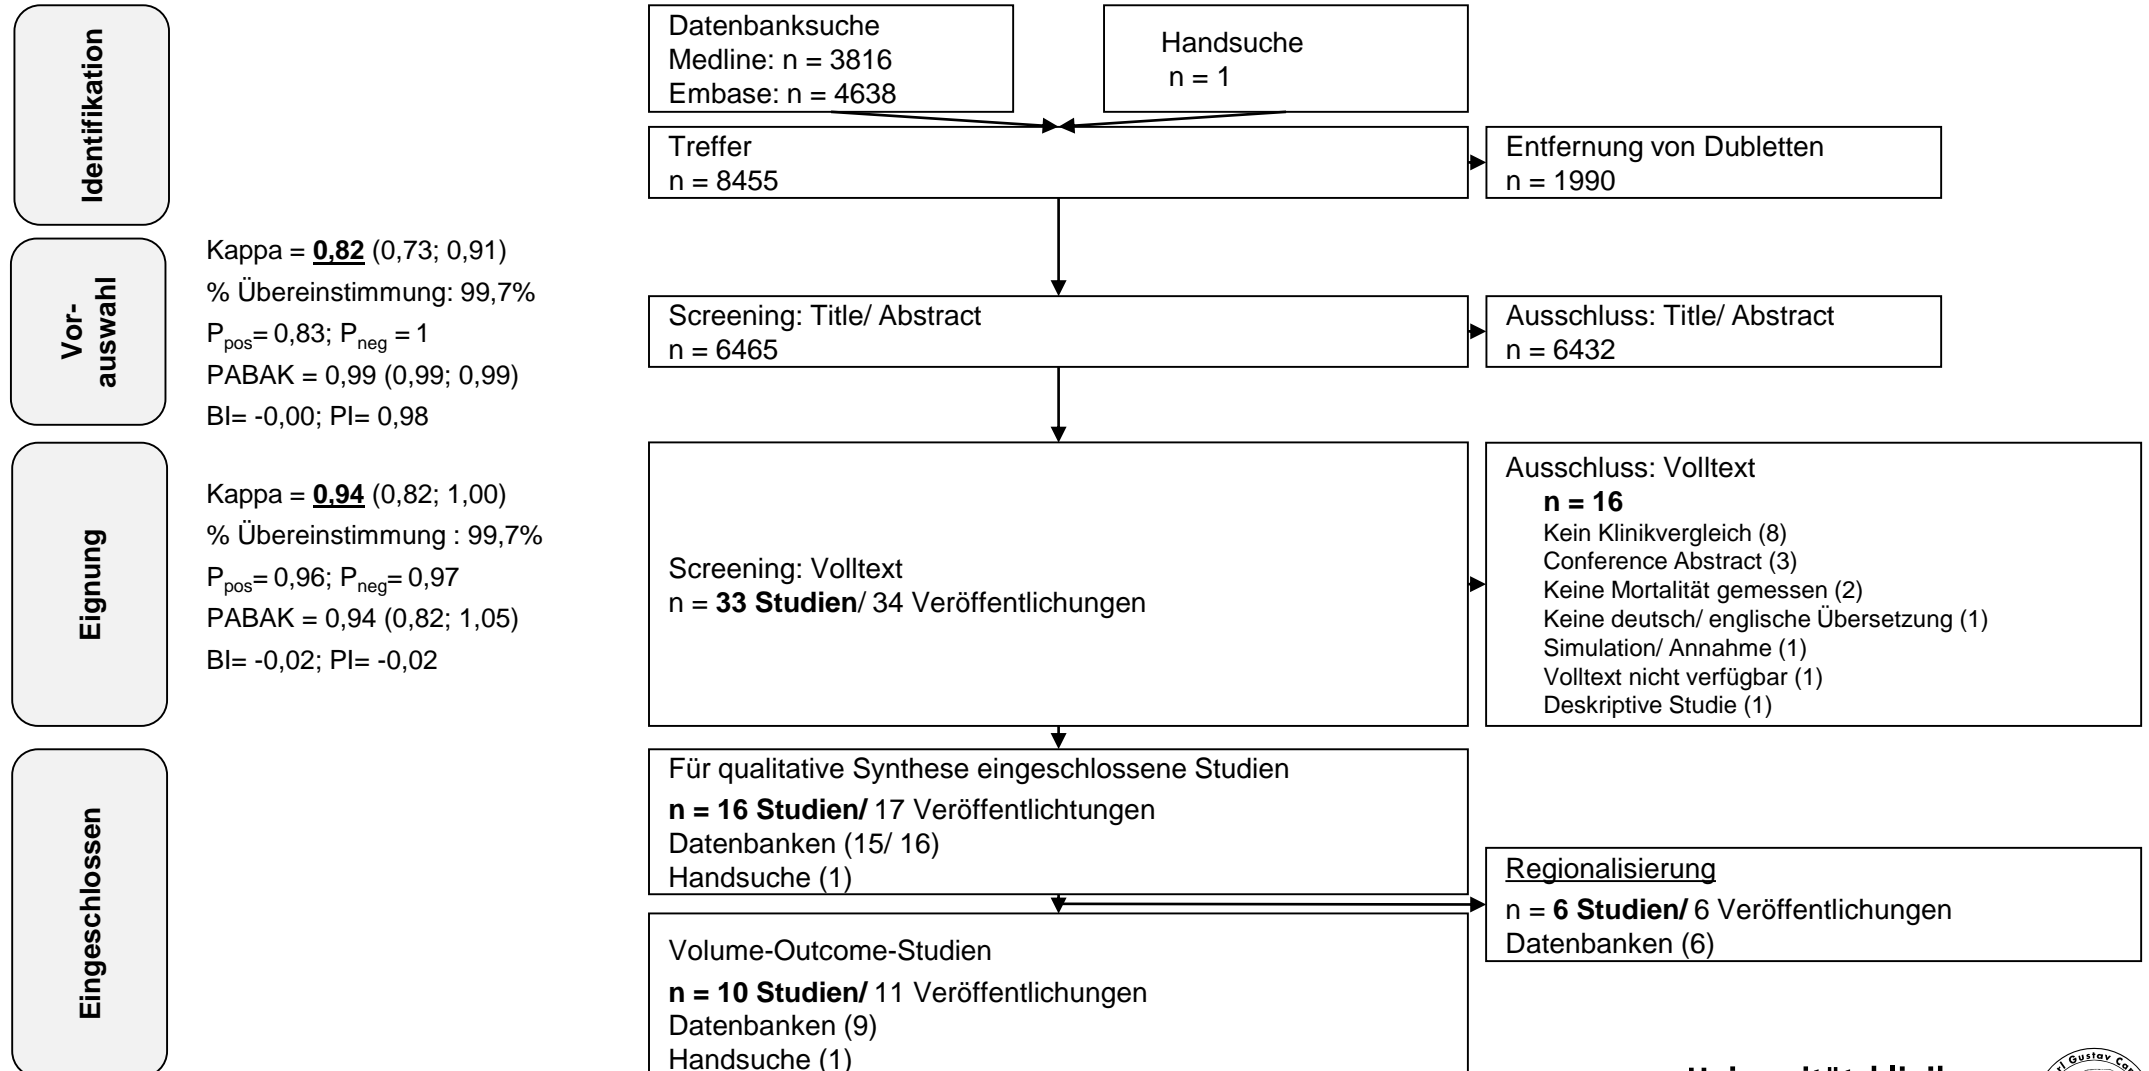 Identifikation
Datenbanksuche
Medline: n = 3816
Embase: n = 4638
Handsuche
n = 1
Treffer
n = 8455
Entfernung von Dubletten
n = 1990
Vor-
auswahl
Kappa = 0,82 (0,73; 0,91)
% Übereinstimmung: 99,7%
Ppos= 0,83; Pneg = 1
PABAK = 0,99 (0,99; 0,99)
BI= -0,00; PI= 0,98
Screening: Title/ Abstract
n = 6465
Ausschluss: Title/ Abstract
n = 6432
Eignung
Kappa = 0,94 (0,82; 1,00)
% Übereinstimmung : 99,7%
Ppos= 0,96; Pneg= 0,97
PABAK = 0,94 (0,82; 1,05)
BI= -0,02; PI= -0,02
Screening: Volltext
n = 33 Studien/ 34 Veröffentlichungen
Ausschluss: Volltext
n = 16
Kein Klinikvergleich (8)
Conference Abstract (3)
Keine Mortalität gemessen (2)
Keine deutsch/ englische Übersetzung (1)
Simulation/ Annahme (1)
Volltext nicht verfügbar (1)
Deskriptive Studie (1)
Eingeschlossen
Für qualitative Synthese eingeschlossene Studien
n = 16 Studien/ 17 Veröffentlichtungen
Datenbanken (15/ 16)
Handsuche (1)
Regionalisierung
n = 6 Studien/ 6 Veröffentlichungen
Datenbanken (6)
Volume-Outcome-Studien
n = 10 Studien/ 11 Veröffentlichungen
Datenbanken (9)
Handsuche (1)
Gustav